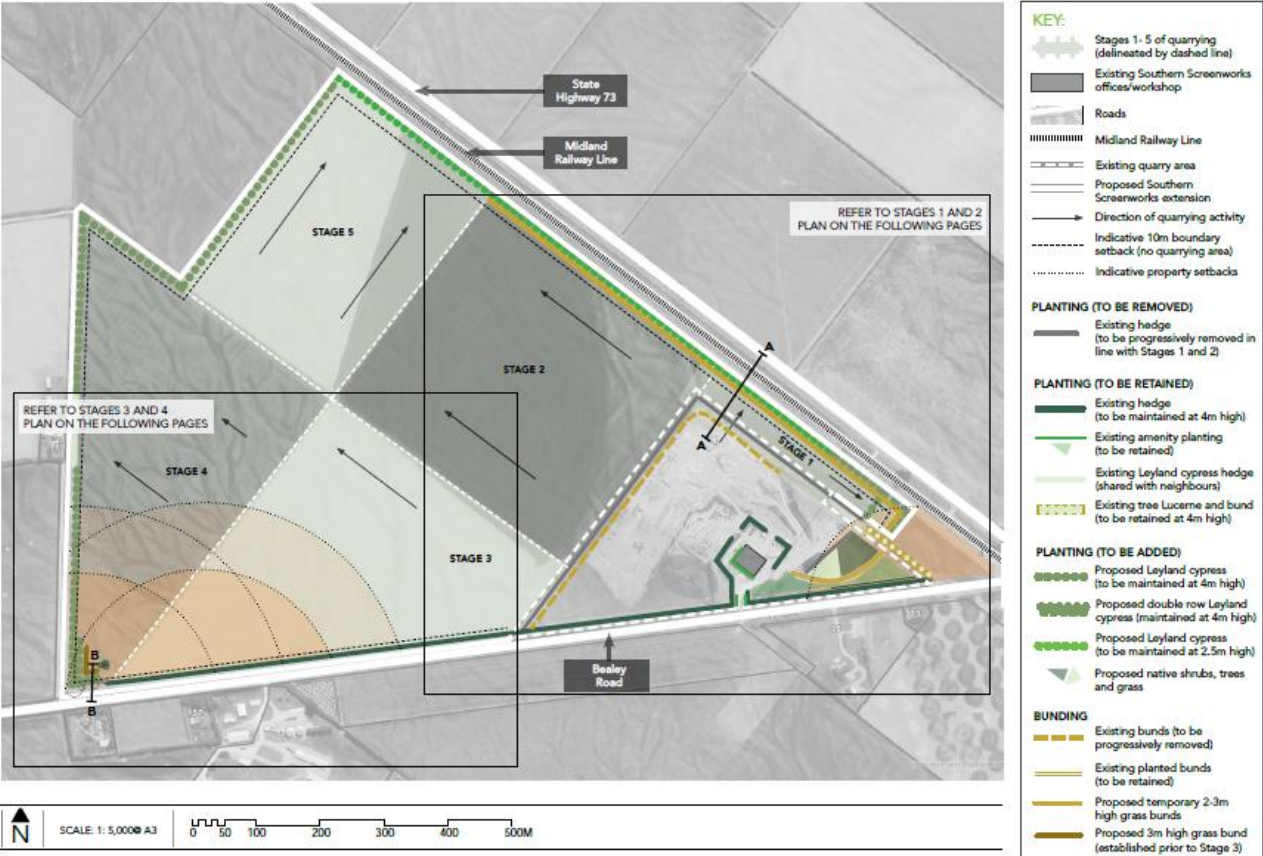 State
Highway 73
Midland
Railway Line
REFER TO STAGES 1 AND 2
PLAN ON THE FOLLOWING PAGES
STAGE 5
STAGE 2
A
A
STAGE 1
REFER TO STAGES 3 AND 4
PLAN ON THE FOLLOWING PAGES
STAGE 4
STAGE 3
B
B
Bealey
Road
N
SCALE: 1: 5,000@ A3
0 50 100 200 300 400 500M
KEY:
Stages 1- 5 of quarrying
(delineated by dashed line)
Existing Southern Screenworks
offices/workshop
Roads
Midland Railway Line
Existing quarry area
Proposed Southern
Screenworks extension
Direction of quarrying activity
Indicative 10m boundary
setback (no quarrying area)
Indicative property setbacks
PLANTING (TO BE REMOVED)
Existing hedge
(to be progressively removed in
line with Stages 1 and 2)
PLANTING (TO BE RETAINED)
Existing hedge
(to be maintained at 4m high)
Existing amenity planting
(to be retained)
Existing Leyland cypress hedge
(shared with neighbours)
Existing tree Lucerne and bund
(to be retained at 4m high)
PLANTING (TO BE ADDED)
Proposed Leyland cypress
(to be maintained at 4m high)
Proposed double row Leyland
cypress (maintained at 4m high)
Proposed Leyland cypress
(to be maintained at 2.5m high)
Proposed native shrubs, trees
and grass
BUNDING
Existing bunds (to be
progressively removed)
Existing planted bunds
(to be retained)
Proposed temporary 2-3m
high grass bunds
Proposed 3m high grass bund
(established prior to Stage 3)